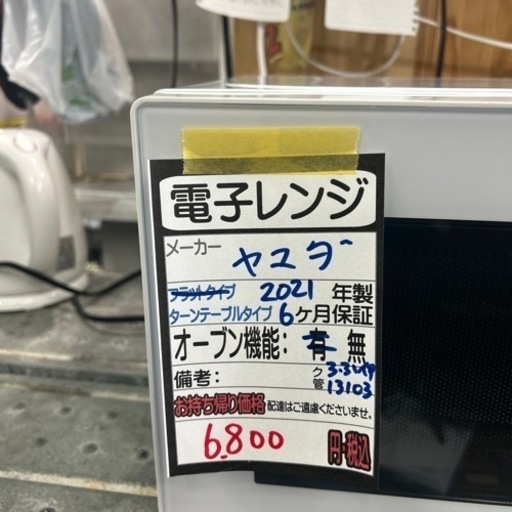 電子レンジ
メーカー ヤユダ
フラットタイプ 2021 年製
ターンテーブルタイプ 6ヶ月保証
オーブン機能: 有 無
備考: ク
管 13103
お持ち帰り価格 配達はご遠慮くださいませ。
6.800 円・税込